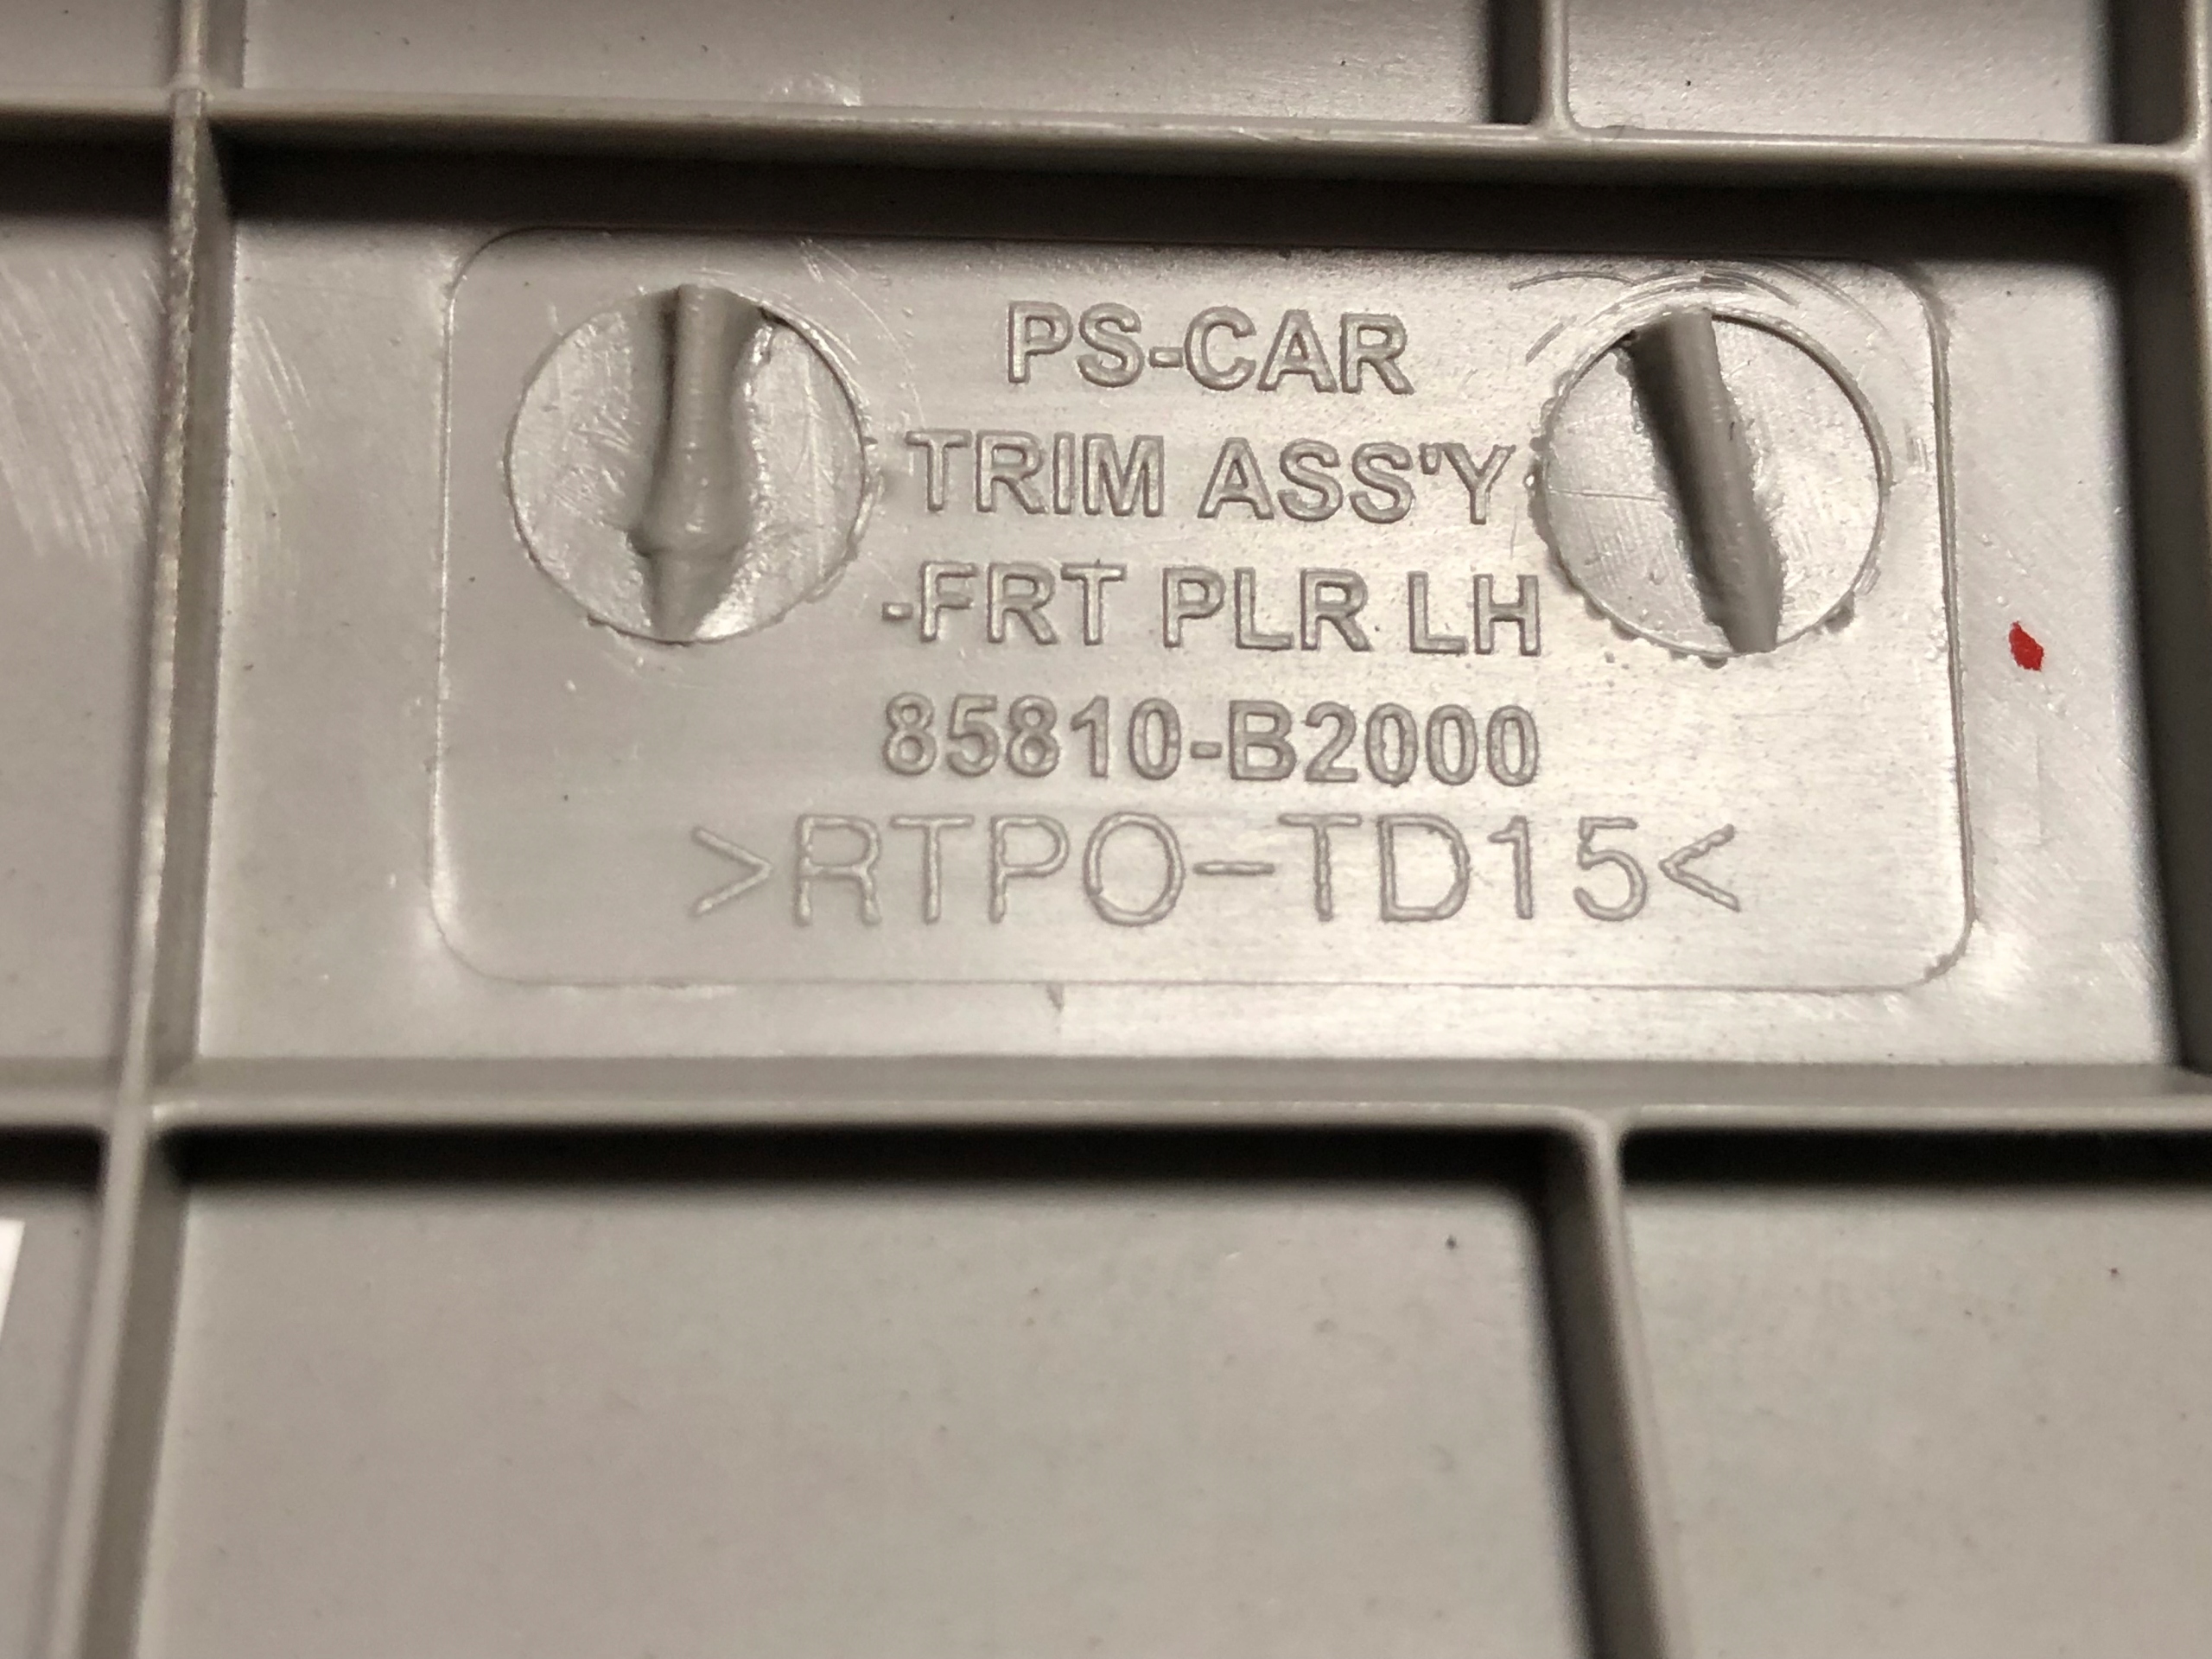 PS-CAR
TRIM ASS'Y
-FRT PLR LH
85810-B2000
>RTPO-TD15<